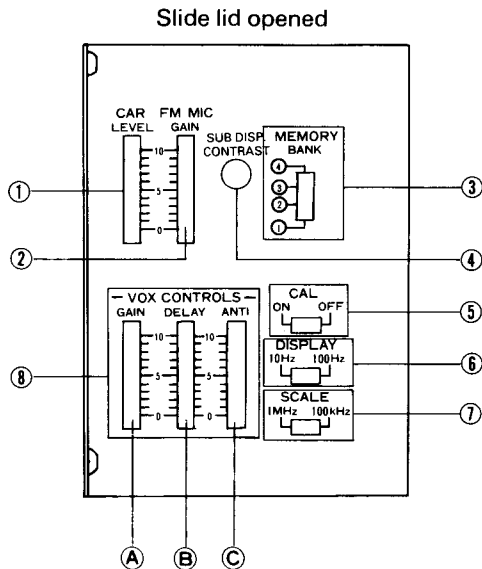 Slide lid opened
CAR LEVEL
FM MIC GAIN
SUB DISP. CONTRAST
MEMORY BANK
10
5
0
4
3
2
1
①
②
③
④
CAL
ON OFF
⑤
DISPLAY
10Hz 100Hz
⑥
SCALE
1MHz 100kHz
⑦
VOX CONTROLS
GAIN DELAY ANTI
10 10
5 5
0 0
⑧
Ⓐ Ⓑ Ⓒ